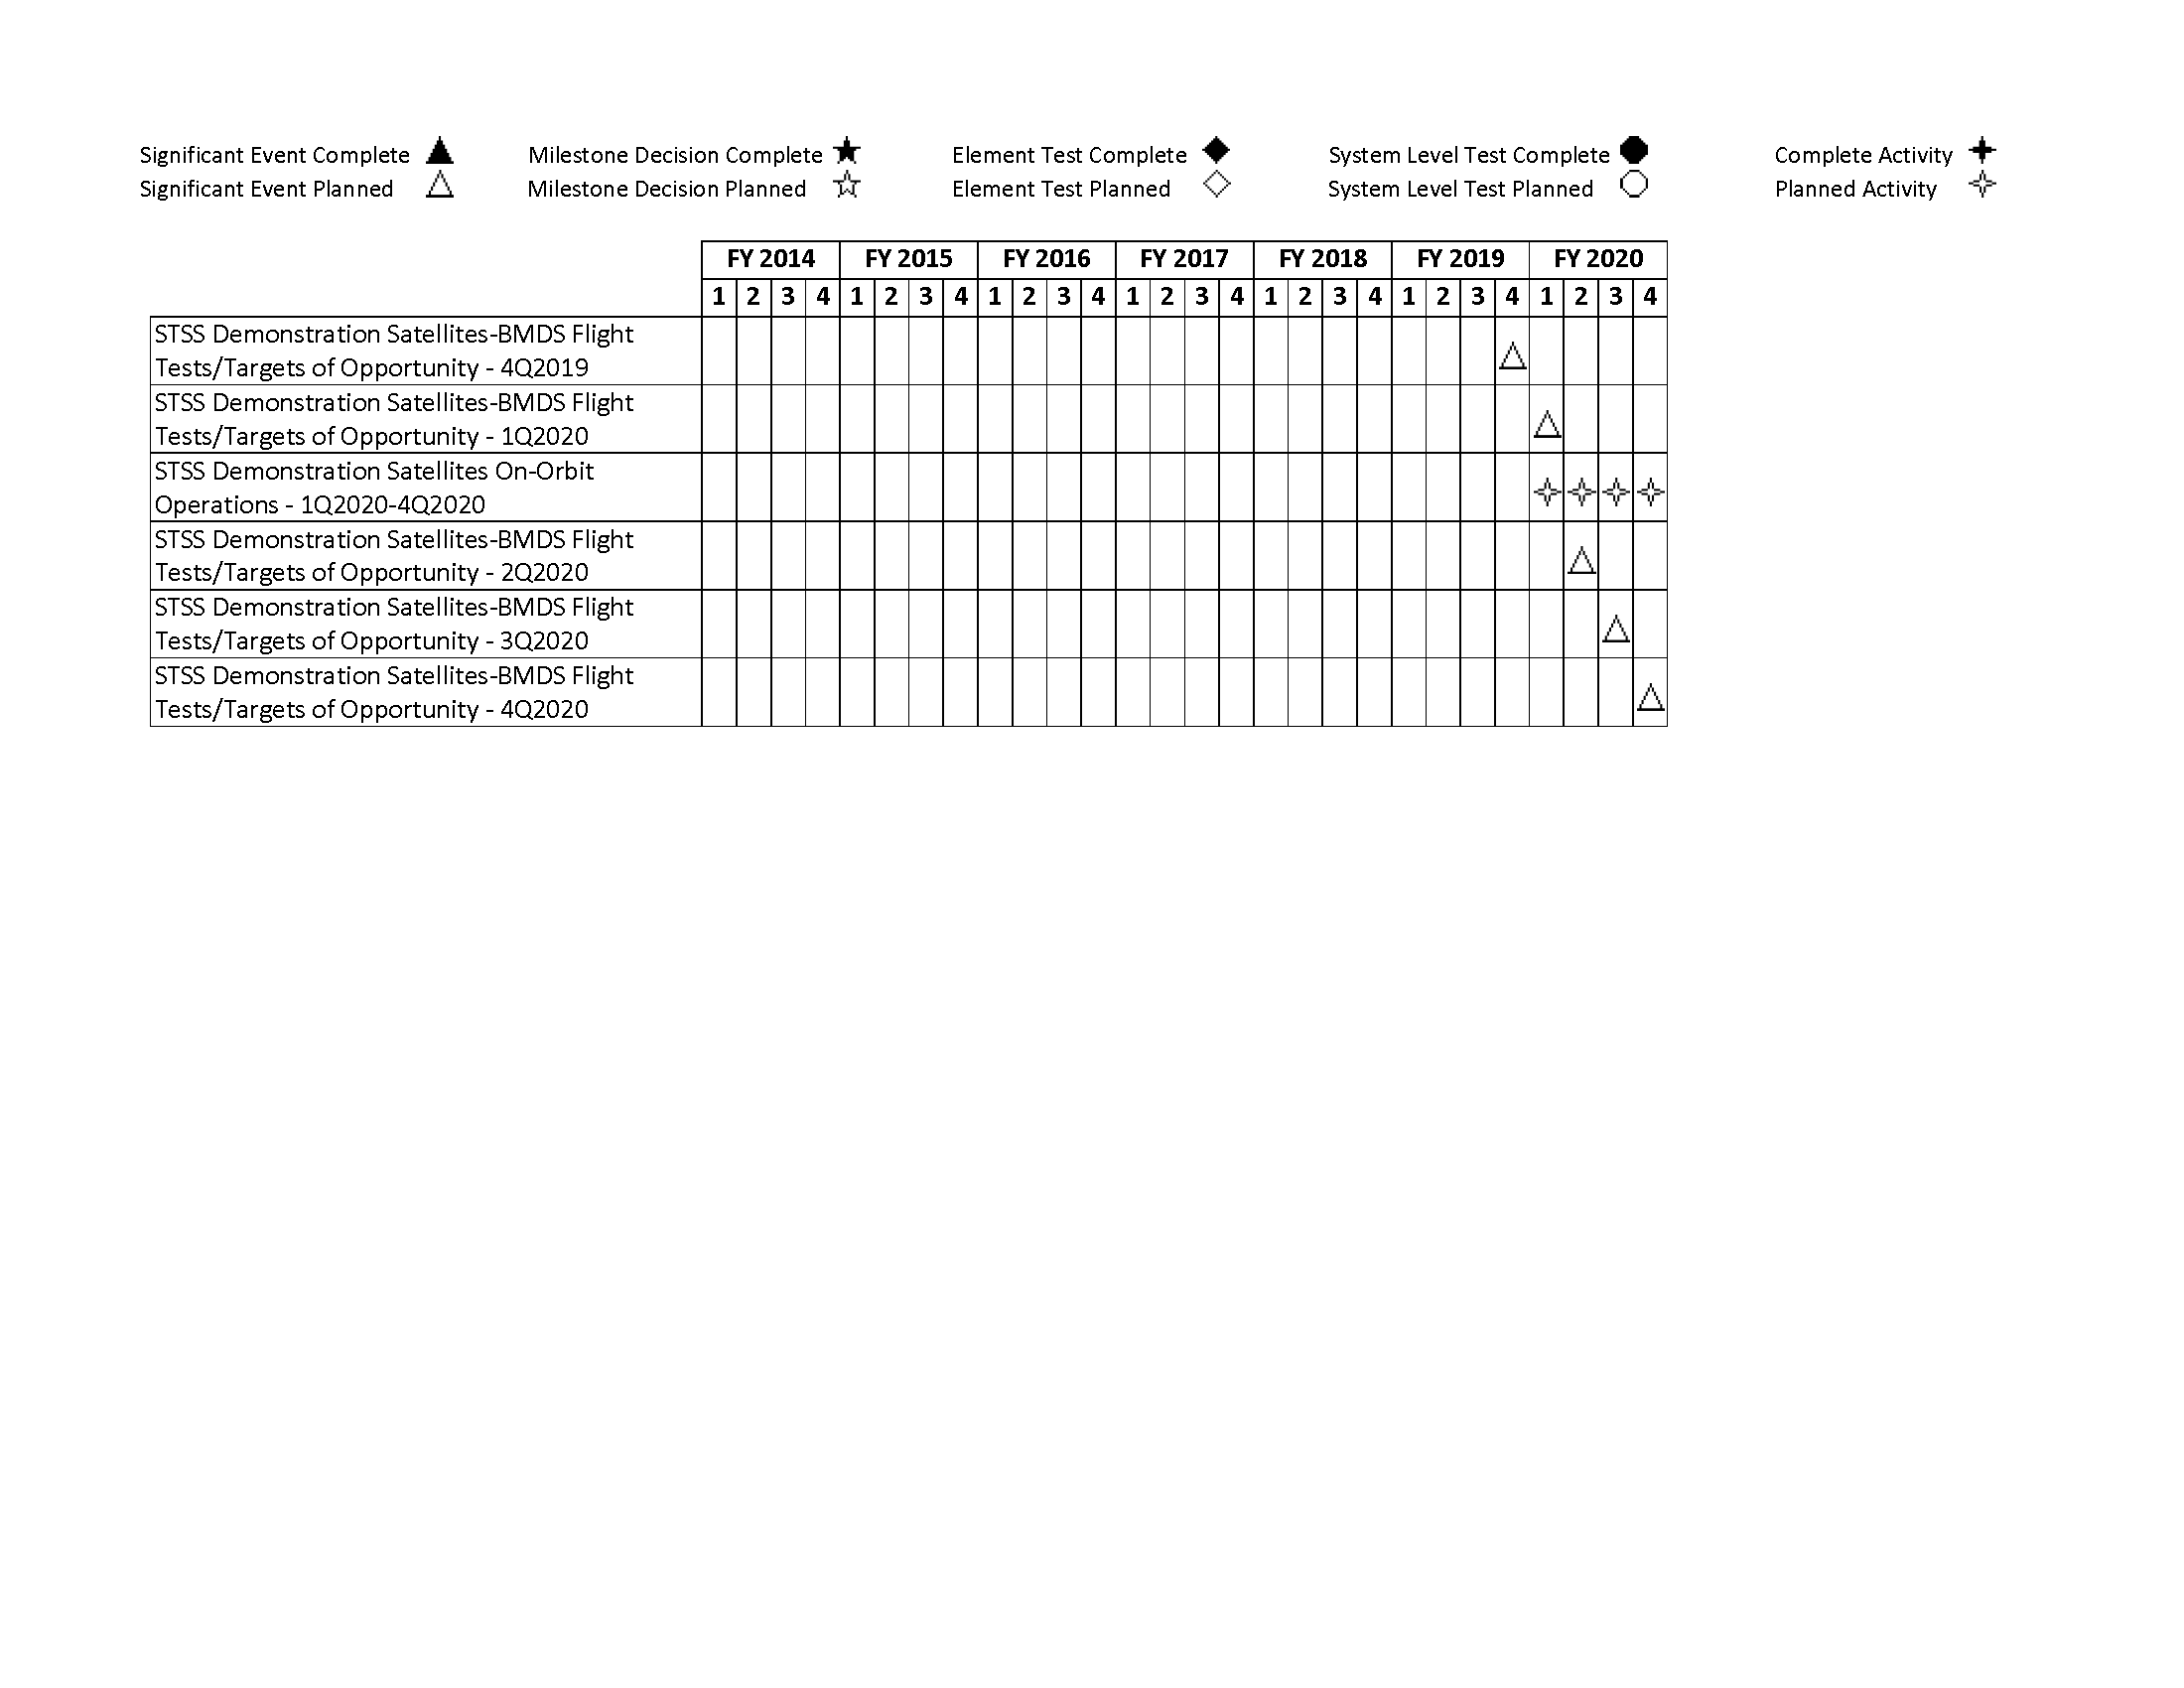 Significant Event Complete ▲ Milestone Decision Complete ★ Element Test Complete ◆ System Level Test Complete ⬣ Complete Activity ✦
Significant Event Planned △ Milestone Decision Planned ☆ Element Test Planned ◇ System Level Test Planned ⬡ Planned Activity ✧
FY 2014 FY 2015 FY 2016 FY 2017 FY 2018 FY 2019 FY 2020
1 2 3 4 1 2 3 4 1 2 3 4 1 2 3 4 1 2 3 4 1 2 3 4 1 2 3 4
STSS Demonstration Satellites-BMDS Flight
Tests/Targets of Opportunity - 4Q2019 △
STSS Demonstration Satellites-BMDS Flight
Tests/Targets of Opportunity - 1Q2020 △
STSS Demonstration Satellites On-Orbit
Operations - 1Q2020-4Q2020 ✧ ✧ ✧ ✧
STSS Demonstration Satellites-BMDS Flight
Tests/Targets of Opportunity - 2Q2020 △
STSS Demonstration Satellites-BMDS Flight
Tests/Targets of Opportunity - 3Q2020 △
STSS Demonstration Satellites-BMDS Flight
Tests/Targets of Opportunity - 4Q2020 △